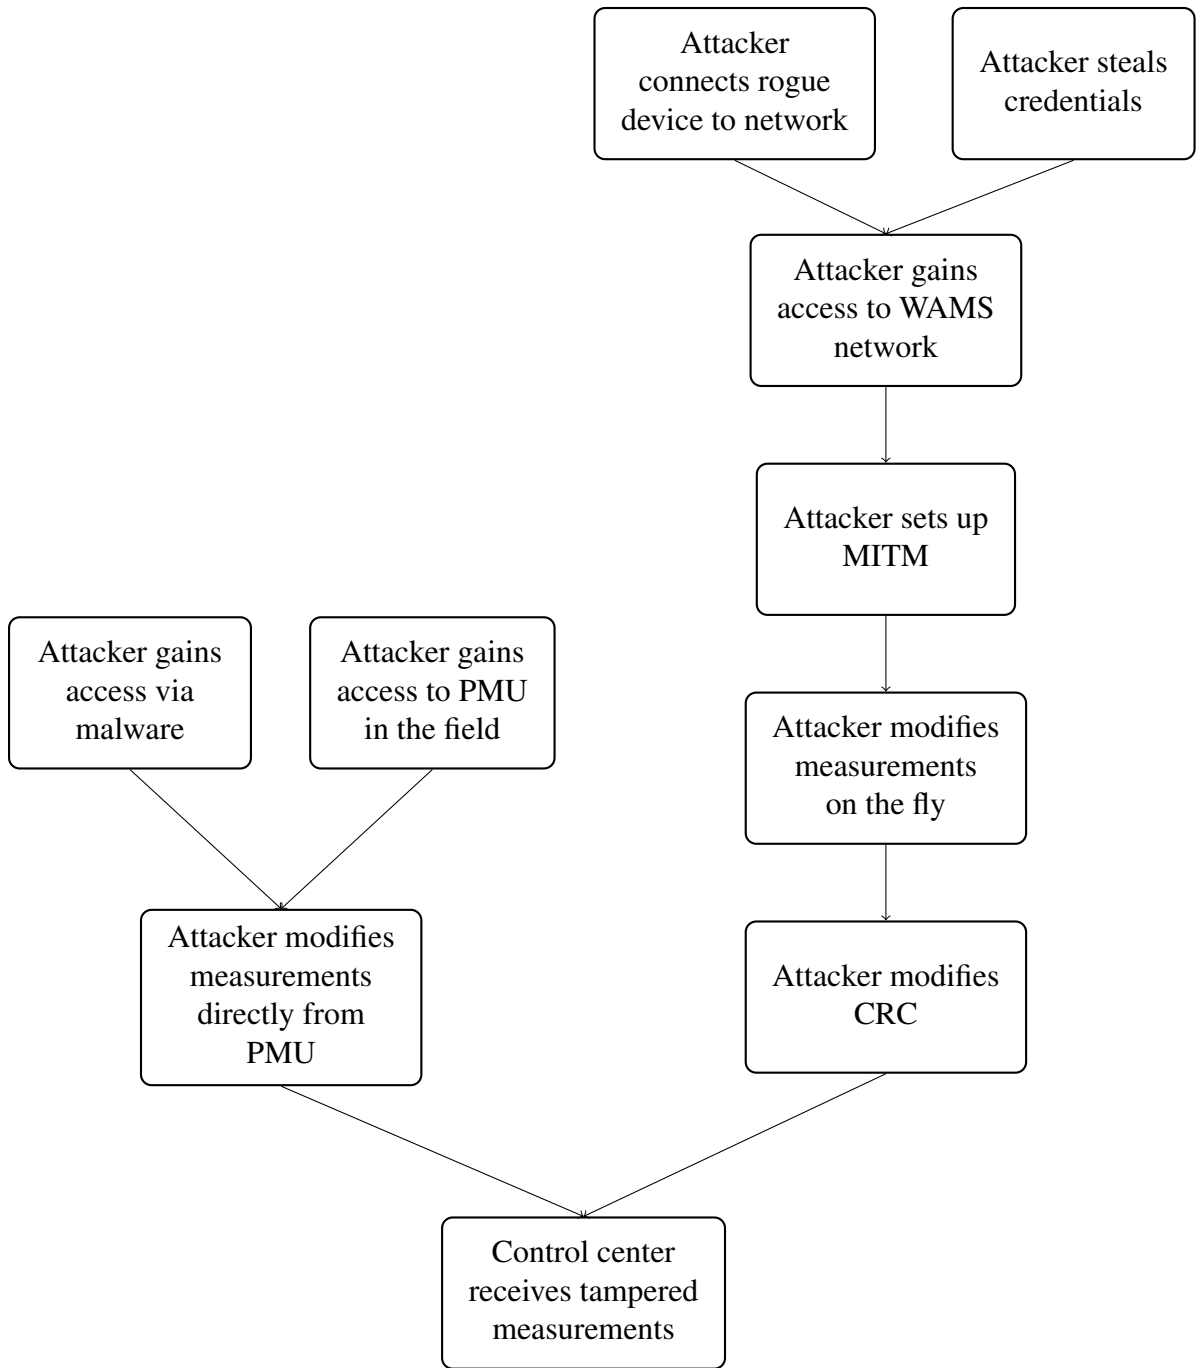 Attacker
connects rogue
device to network
Attacker steals
credentials
Attacker gains
access to WAMS
network
Attacker sets up
MITM
Attacker gains
access via
malware
Attacker gains
access to PMU
in the field
Attacker modifies
measurements
on the fly
Attacker modifies
measurements
directly from
PMU
Attacker modifies
CRC
Control center
receives tampered
measurements